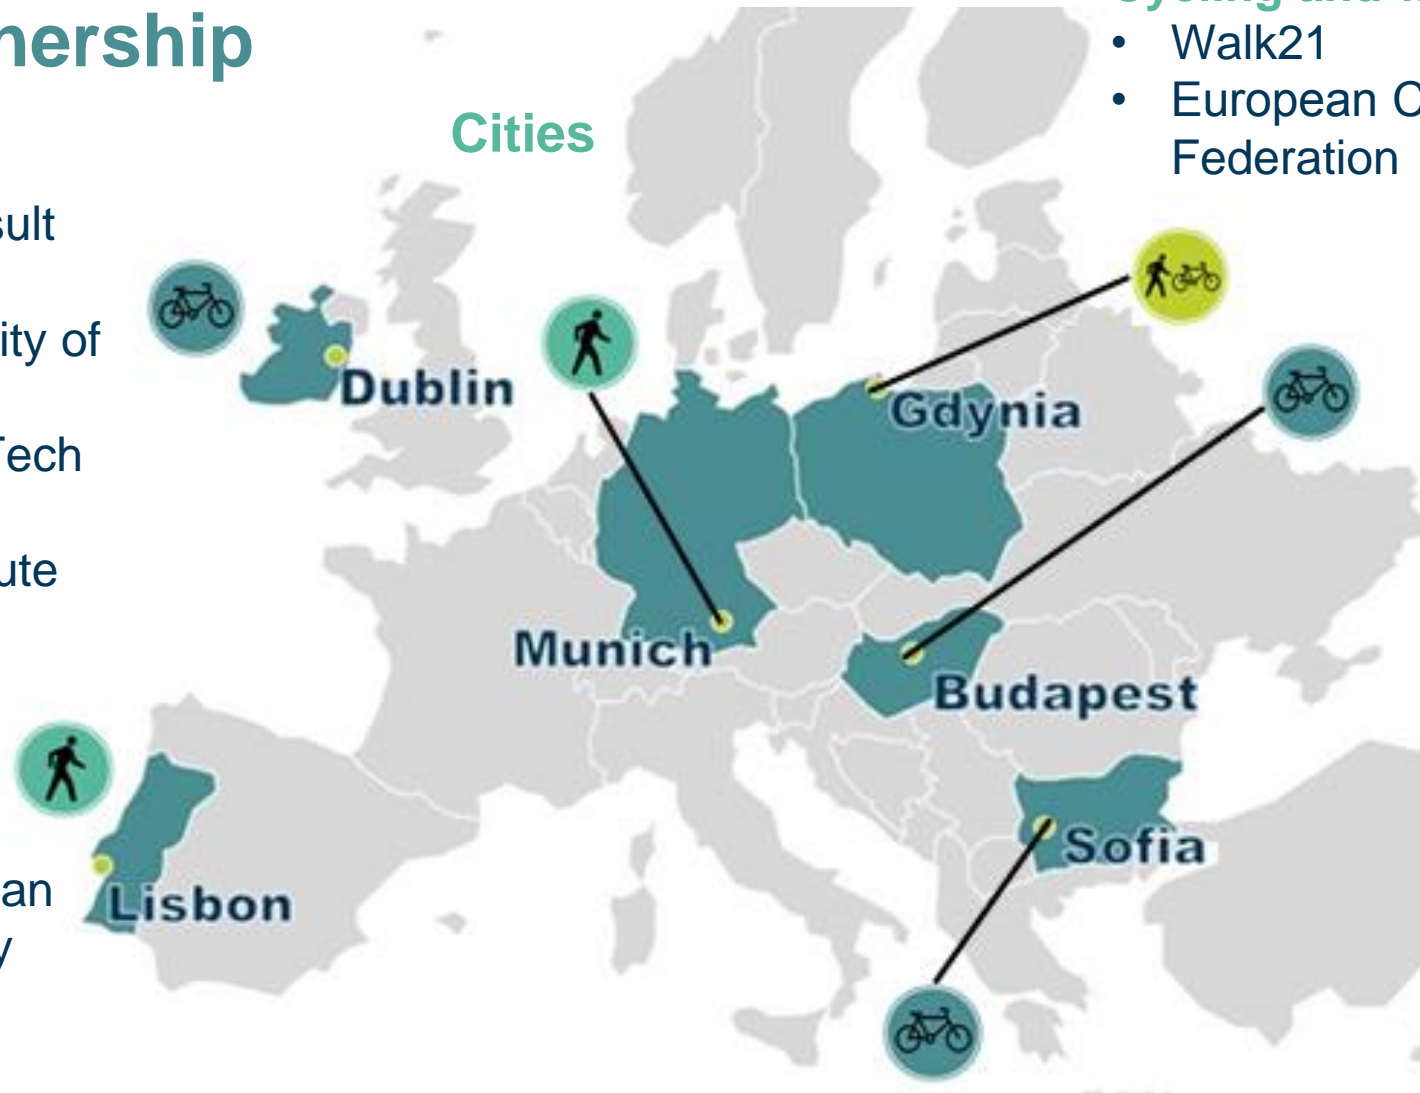 nership
Cities
Walk21
European C
Federation
sult
ity of
Tech
ute
an
y
Dublin
Gdynia
Munich
Budapest
Sofia
Lisbon